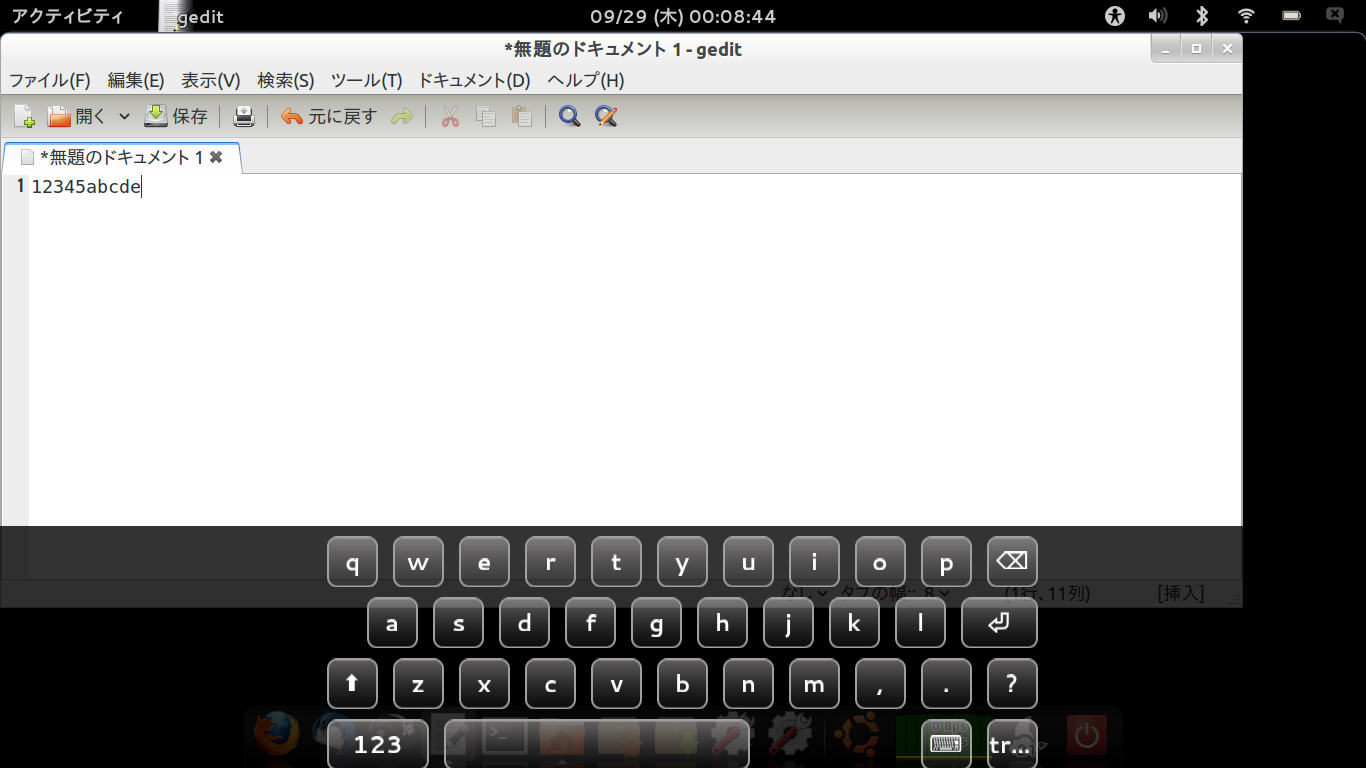 アクティビティ gedit 09/29 (木) 00:08:44
*無題のドキュメント 1 - gedit
ファイル(F) 編集(E) 表示(V) 検索(S) ツール(T) ドキュメント(D) ヘルプ(H)
開く 保存 元に戻す
*無題のドキュメント 1
1 12345abcde
q w e r t y u i o p
なし タブの幅: 8 (1行、11列) [挿入]
a s d f g h j k l
z x c v b n m , . ?
0 Bps
123 tr...